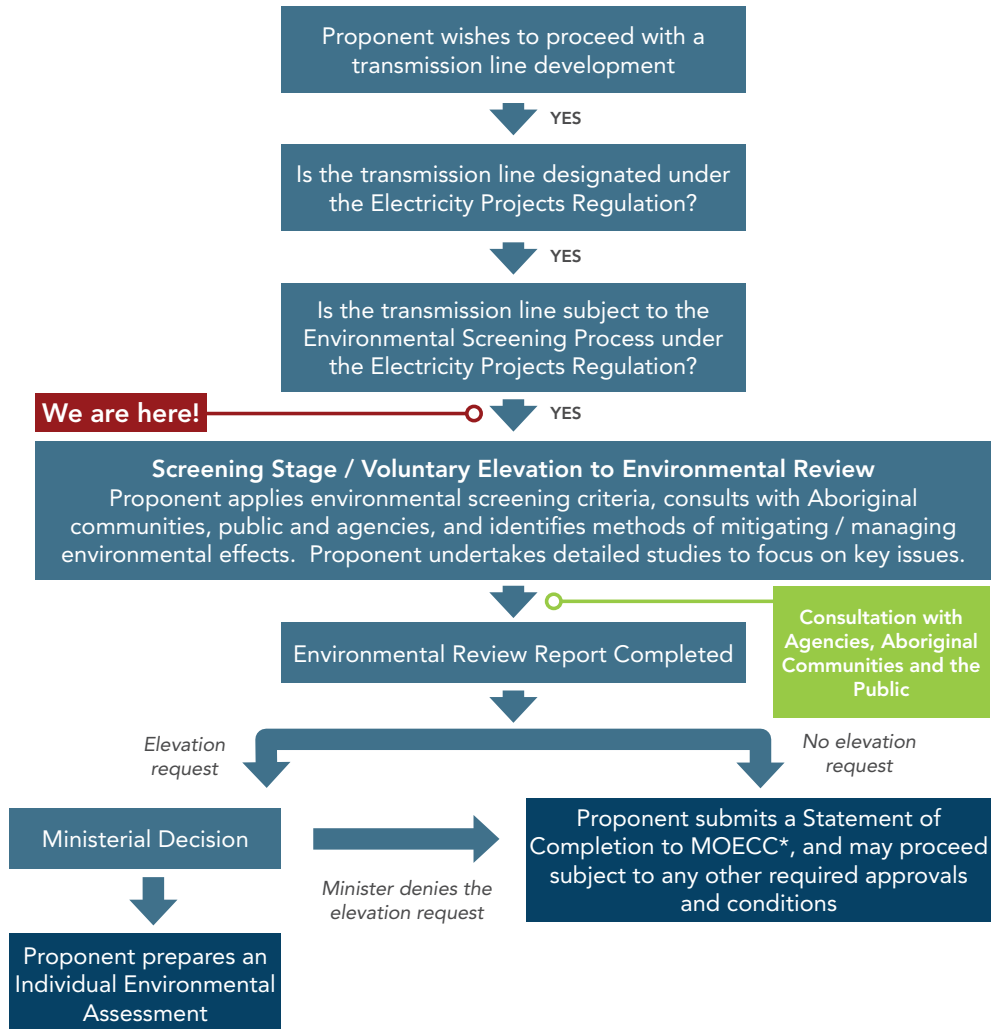 Proponent wishes to proceed with a
transmission line development
YES
Is the transmission line designated under
the Electricity Projects Regulation?
YES
Is the transmission line subject to the
Environmental Screening Process under
the Electricity Projects Regulation?
We are here!
YES
Screening Stage / Voluntary Elevation to Environmental Review
Proponent applies environmental screening criteria, consults with Aboriginal
communities, public and agencies, and identifies methods of mitigating / managing
environmental effects.  Proponent undertakes detailed studies to focus on key issues.
Consultation with
Agencies, Aboriginal
Communities and the
Public
Environmental Review Report Completed
Elevation
request
No elevation
request
Ministerial Decision
Minister denies the
elevation request
Proponent submits a Statement of
Completion to MOECC*, and may proceed
subject to any other required approvals
and conditions
Proponent prepares an
Individual Environmental
Assessment